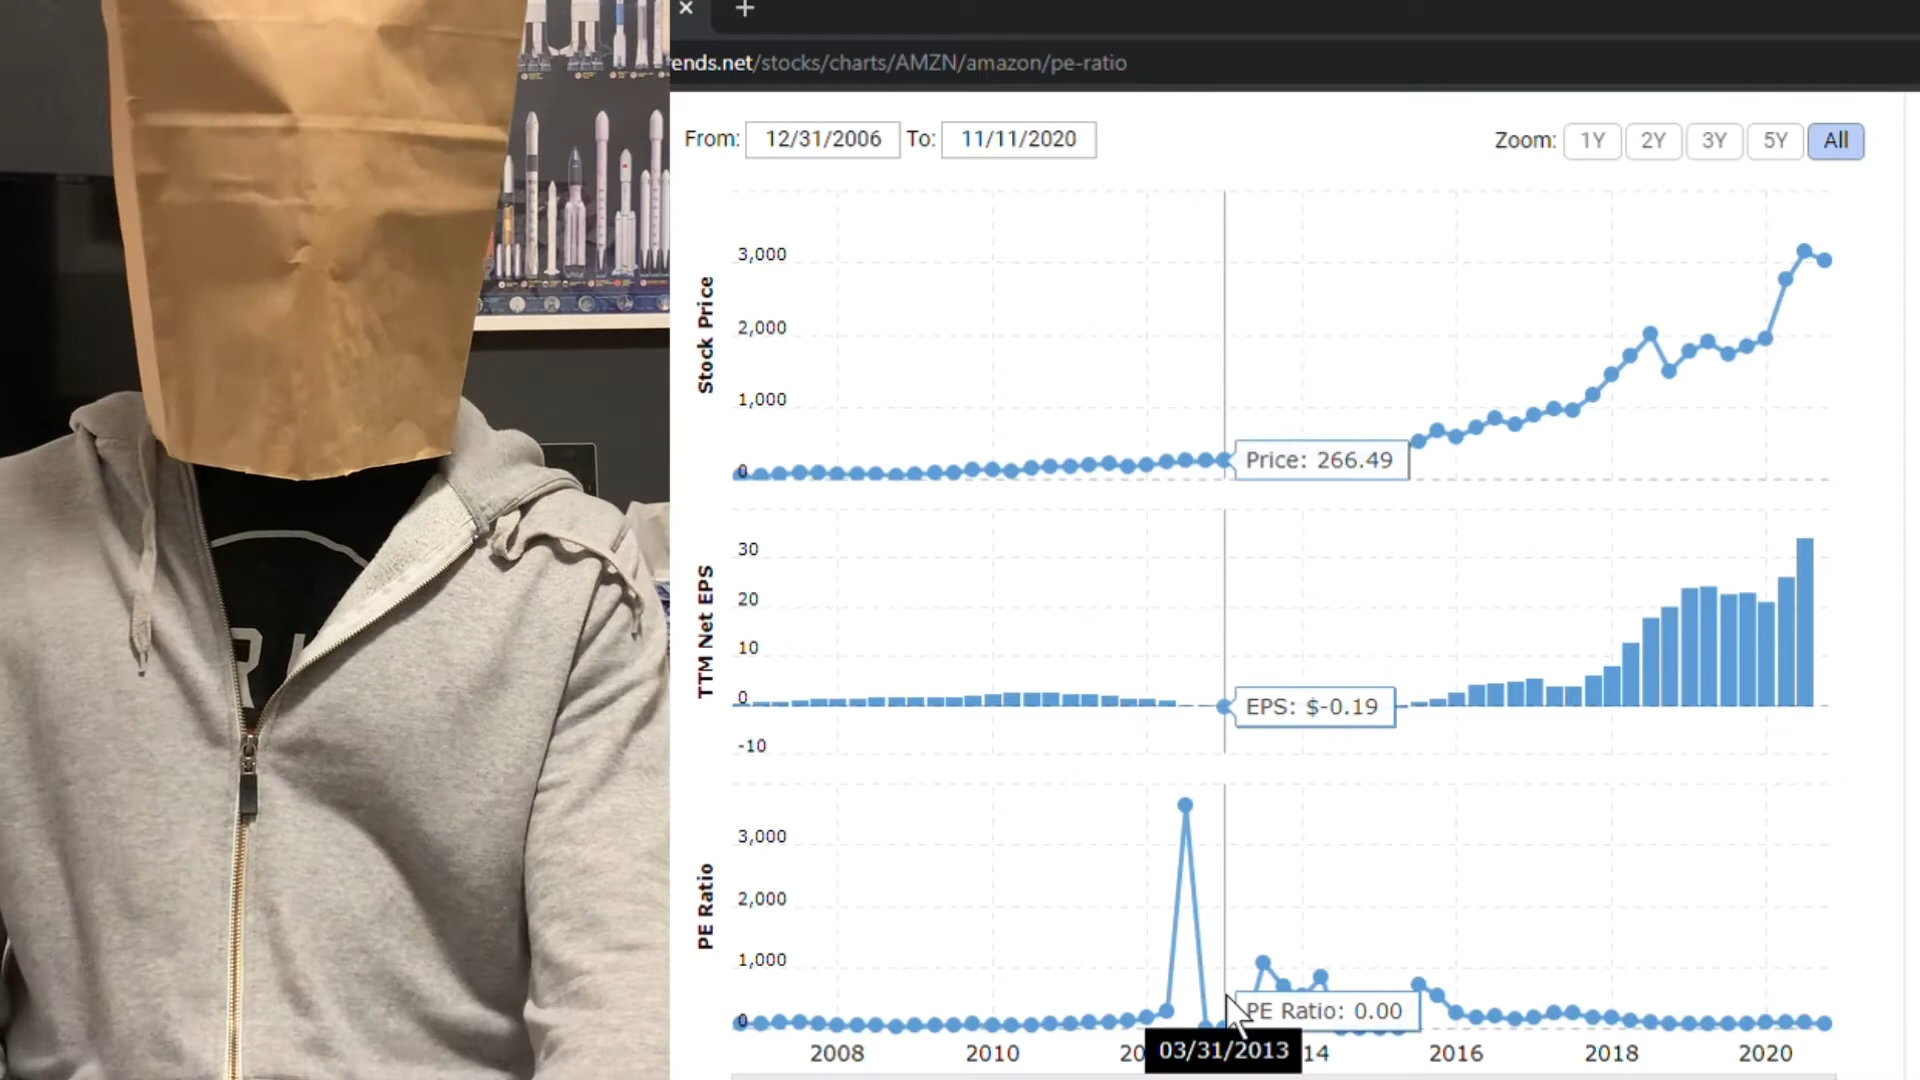 ends.net/stocks/charts/AMZN/amazon/pe-ratio
From: 12/31/2006 To: 11/11/2020
Zoom: 1Y 2Y 3Y 5Y All
Stock Price
3,000
2,000
1,000
0
Price: 266.49
TTM Net EPS
30
20
10
0
-10
EPS: $-0.19
PE Ratio
3,000
2,000
1,000
0
PE Ratio: 0.00
2008 2010 20 03/31/2013 14 2016 2018 2020